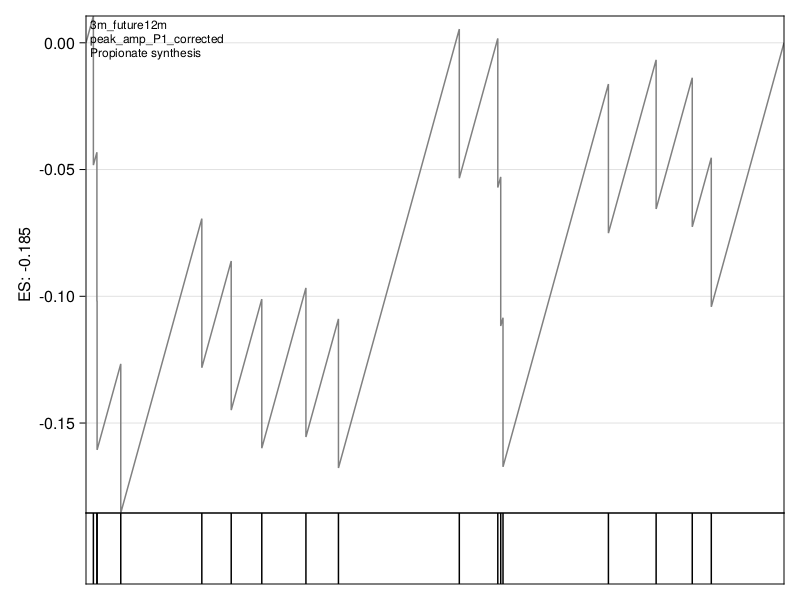 3m_future12m
peak_amp_P1_corrected
Propionate synthesis
0.00
-0.05
-0.10
-0.15
ES: -0.185